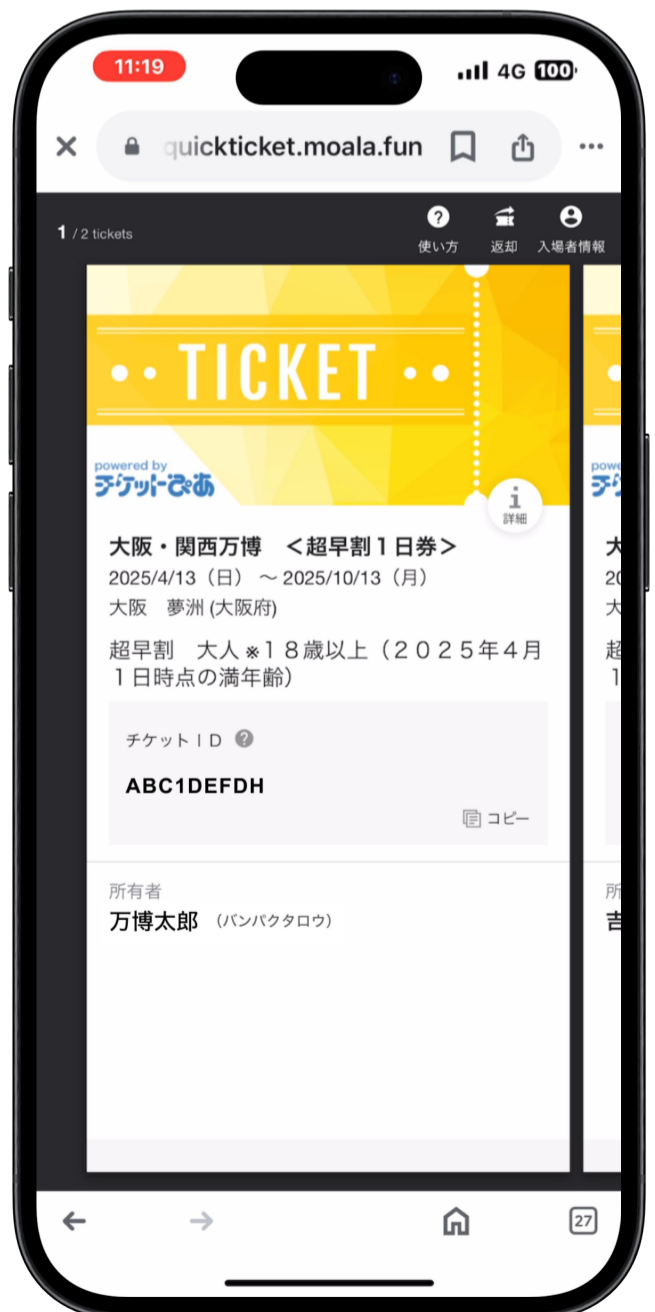 11:19
4G 100
quickticket.moala.fun
1 / 2 tickets
使い方 返却 入場者情報
TICKET
powered by
チケットぴあ
i
詳細
大阪・関西万博 <超早割1日券>
2025/4/13（日） ～ 2025/10/13（月）
大阪 夢洲 (大阪府)
超早割 大人※１８歳以上（２０２５年４月
１日時点の満年齢）
チケットＩＤ ?
ABC1DEFDH
コピー
所有者
万博太郎 （バンパクタロウ）
27